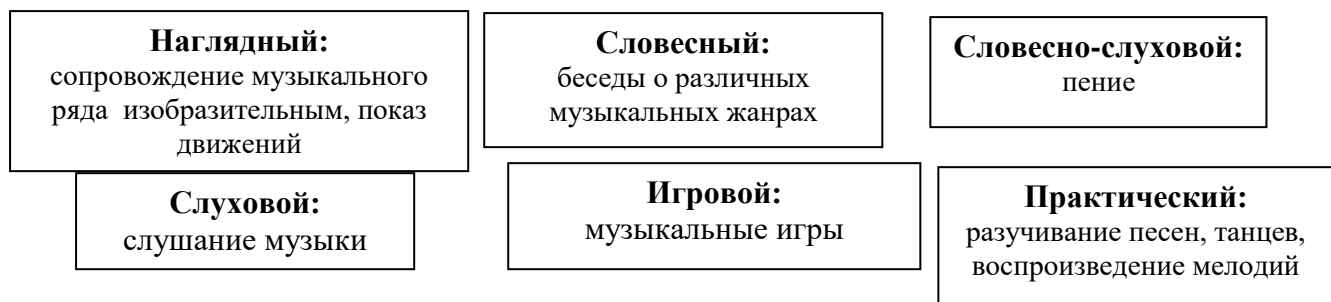 Наглядный:
сопровождение музыкального
ряда изобразительным, показ
движений
Словесный:
беседы о различных
музыкальных жанрах
Словесно-слуховой:
пение
Слуховой:
слушание музыки
Игровой:
музыкальные игры
Практический:
разучивание песен, танцев,
воспроизведение мелодий